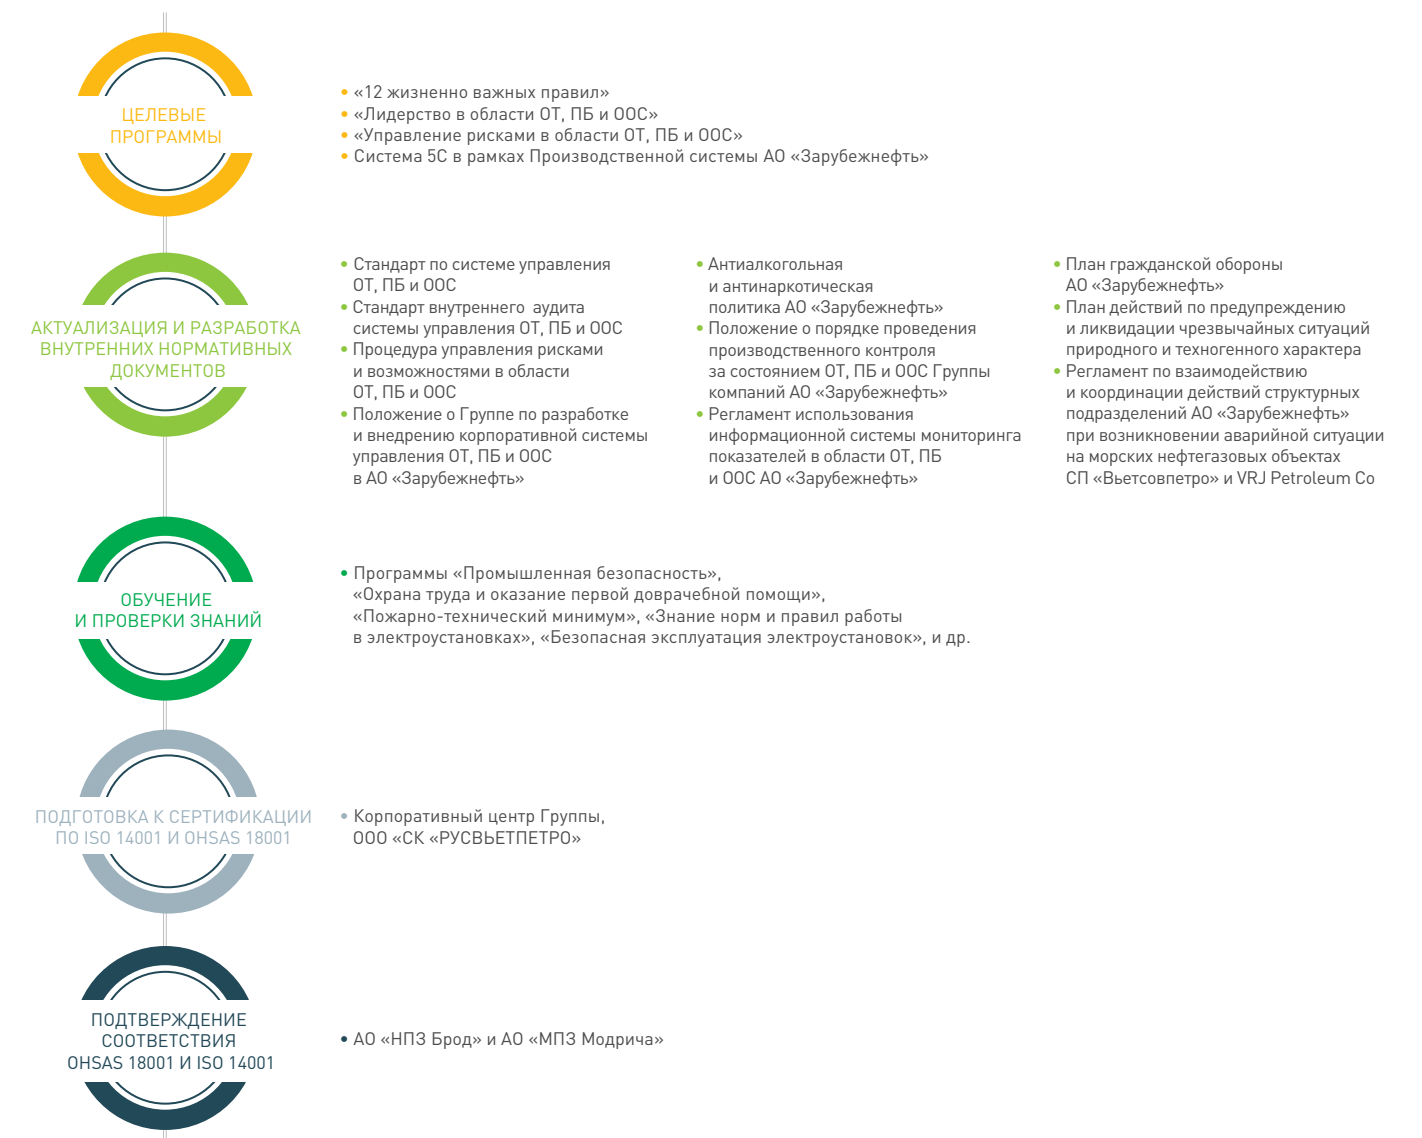 ЦЕЛЕВЫЕ
ПРОГРАММЫ
• «12 жизненно важных правил»
• «Лидерство в области ОТ, ПБ и ООС»
• «Управление рисками в области ОТ, ПБ и ООС»
• Система 5С в рамках Производственной системы АО «Зарубежнефть»
АКТУАЛИЗАЦИЯ И РАЗРАБОТКА
ВНУТРЕННИХ НОРМАТИВНЫХ
ДОКУМЕНТОВ
• Стандарт по системе управления
ОТ, ПБ и ООС
• Стандарт внутреннего аудита
системы управления ОТ, ПБ и ООС
• Процедура управления рисками
и возможностями в области
ОТ, ПБ и ООС
• Положение о Группе по разработке
и внедрению корпоративной системы
управления ОТ, ПБ и ООС
в АО «Зарубежнефть»
• Антиалкогольная
и антинаркотическая
политика АО «Зарубежнефть»
• Положение о порядке проведения
производственного контроля
за состоянием ОТ, ПБ и ООС Группы
компаний АО «Зарубежнефть»
• Регламент использования
информационной системы мониторинга
показателей в области ОТ, ПБ
и ООС АО «Зарубежнефть»
• План гражданской обороны
АО «Зарубежнефть»
• План действий по предупреждению
и ликвидации чрезвычайных ситуаций
природного и техногенного характера
• Регламент по взаимодействию
и координации действий структурных
подразделений АО «Зарубежнефть»
при возникновении аварийной ситуации
на морских нефтегазовых объектах
СП «Вьетсовпетро» и VRJ Petroleum Co
ОБУЧЕНИЕ
И ПРОВЕРКИ ЗНАНИЙ
• Программы «Промышленная безопасность»,
«Охрана труда и оказание первой доврачебной помощи»,
«Пожарно-технический минимум», «Знание норм и правил работы
в электроустановках», «Безопасная эксплуатация электроустановок», и др.
ПОДГОТОВКА К СЕРТИФИКАЦИИ
ПО ISO 14001 И OHSAS 18001
• Корпоративный центр Группы,
ООО «СК «РУСВЬЕТПЕТРО»
ПОДТВЕРЖДЕНИЕ
СООТВЕТСТВИЯ
OHSAS 18001 И ISO 14001
• АО «НПЗ Брод» и АО «МПЗ Модрича»